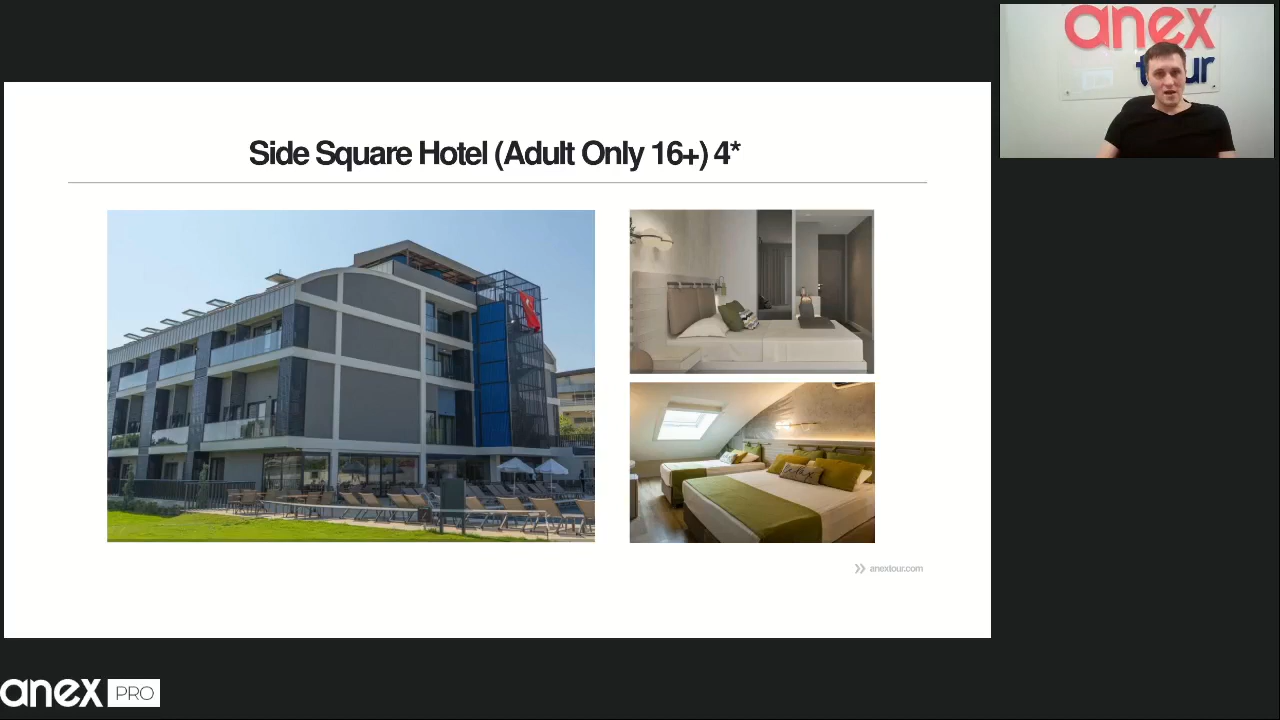 anex
tour
Side Square Hotel (Adult Only 16+) 4*
anextour.com
anex PRO